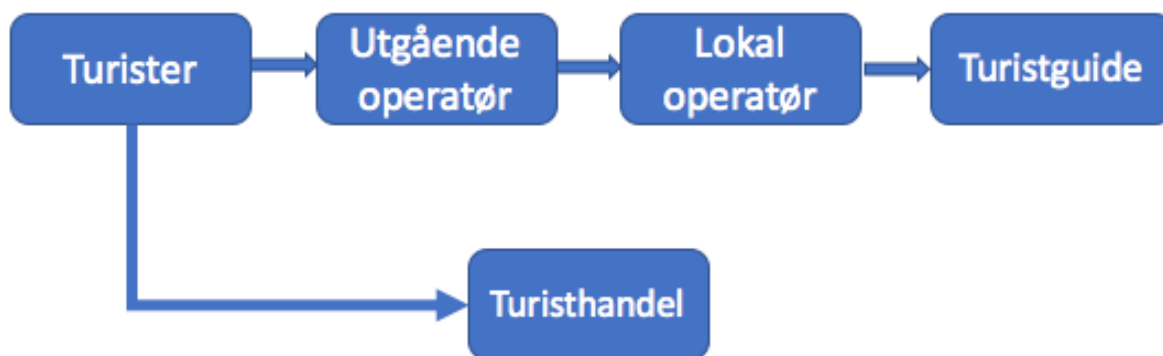 Turister
Utgående
operatør
Lokal
operatør
Turistguide
Turisthandel